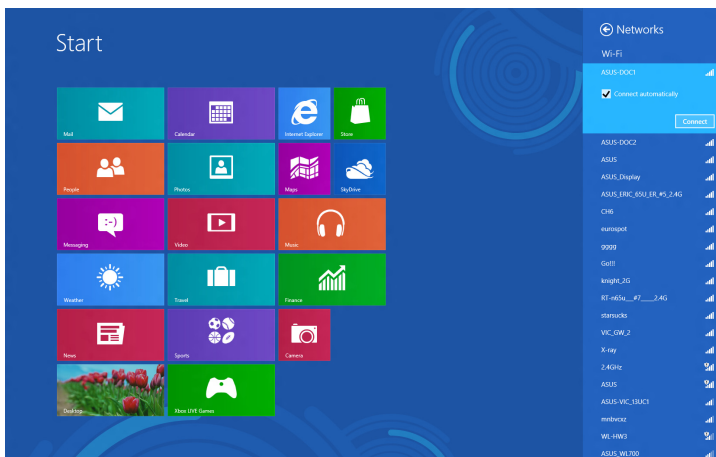 Start
Mail
Calendar
Internet Explorer
Store
People
Photos
Maps
SkyDrive
Messaging
Video
Music
Weather
Travel
Finance
News
Sports
Camera
Desktop
Xbox LIVE Games
Networks
Wi-Fi
ASUS-DOC1
Connect automatically
Connect
ASUS-DOC2
ASUS
ASUS_Display
ASUS_ERIC_65U_ER_#5_2.4G
CH6
eurospot
9999
Go!!!
knight_2G
RT-n65u__#7___2.4G
starsucks
VIC_GW_2
X-ray
2.4GHz
ASUS
ASUS-VIC_13UC1
mnbvcxz
WL-HW3
ASUS_WL700